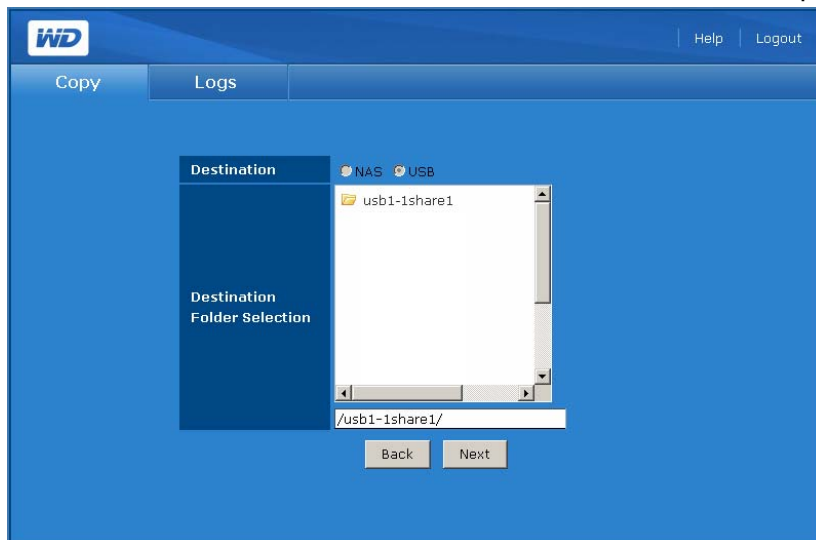 WD
Help | Logout
Copy Logs
Destination NAS USB
usb1-1share1
Destination
Folder Selection
/usb1-1share1/
Back Next